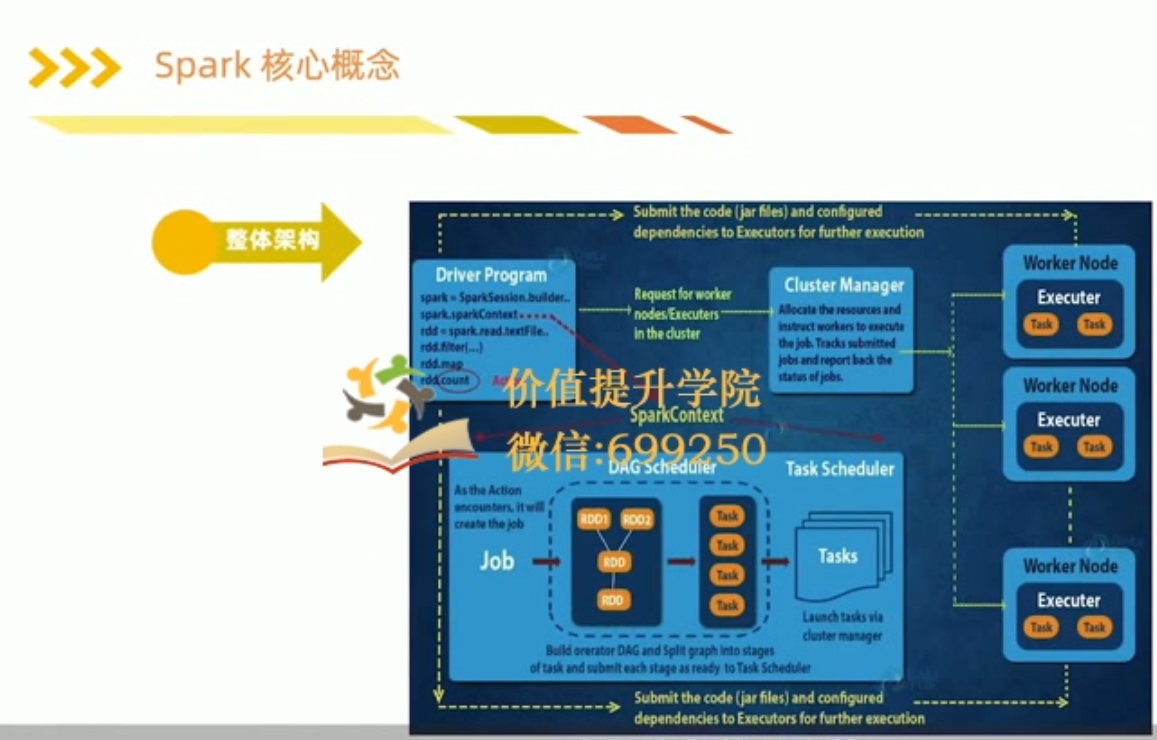 Spark 核心概念
整体架构
Submit the code (jar files) and configured
dependencies to Executors for further execution
Driver Program
spark = SparkSession.builder..
spark.sparkContext
rdd = spark.read.textFile..
rdd.filter(...)
rdd.map
rdd.count
Request for worker
nodes/Executers
in the cluster
Cluster Manager
Allocate the resources and
instruct workers to execute
the job. Tracks submitted
jobs and report back the
status of jobs.
Worker Node
Executer
Task Task
Worker Node
Executer
Task Task
Worker Node
Executer
Task Task
价值提升学院
微信:699250
SparkContext
DAG Scheduler
Task Scheduler
As the Action
encounters, it will
create the job
Job
RDD1 RDD2
RDD
RDD
Task
Task
Task
Task
Tasks
Launch tasks via
cluster manager
Build orerator DAG and Split graph into stages
of task and submit each stage as ready to Task Scheduler
Submit the code (jar files) and configured
dependencies to Executors for further execution